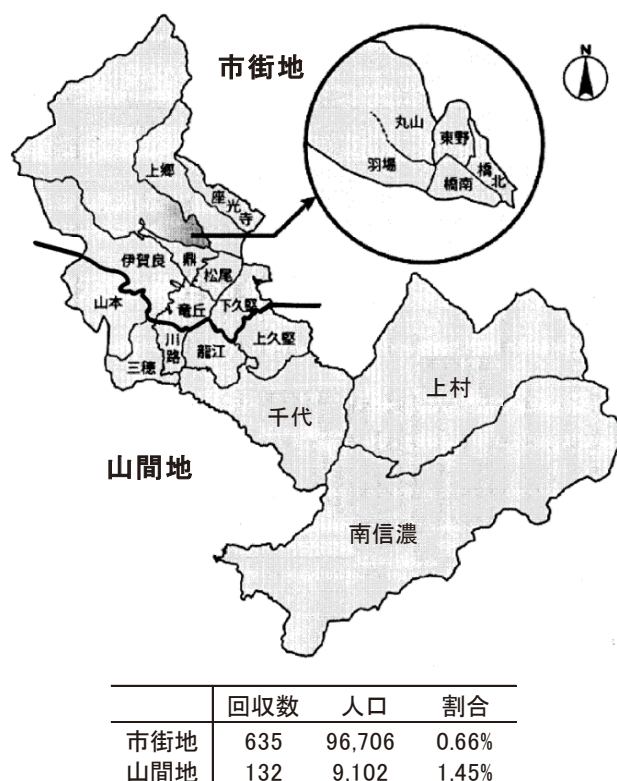 市街地
N
丸山
東野
橋北
羽場
橋南
上郷
座光寺
伊賀良
鼎
松尾
山本
竜丘
下久堅
川路
龍江
上久堅
三穂
千代
上村
山間地
南信濃
回収数 人口 割合
市街地 635 96,706 0.66%
山間地 132 9,102 1.45%